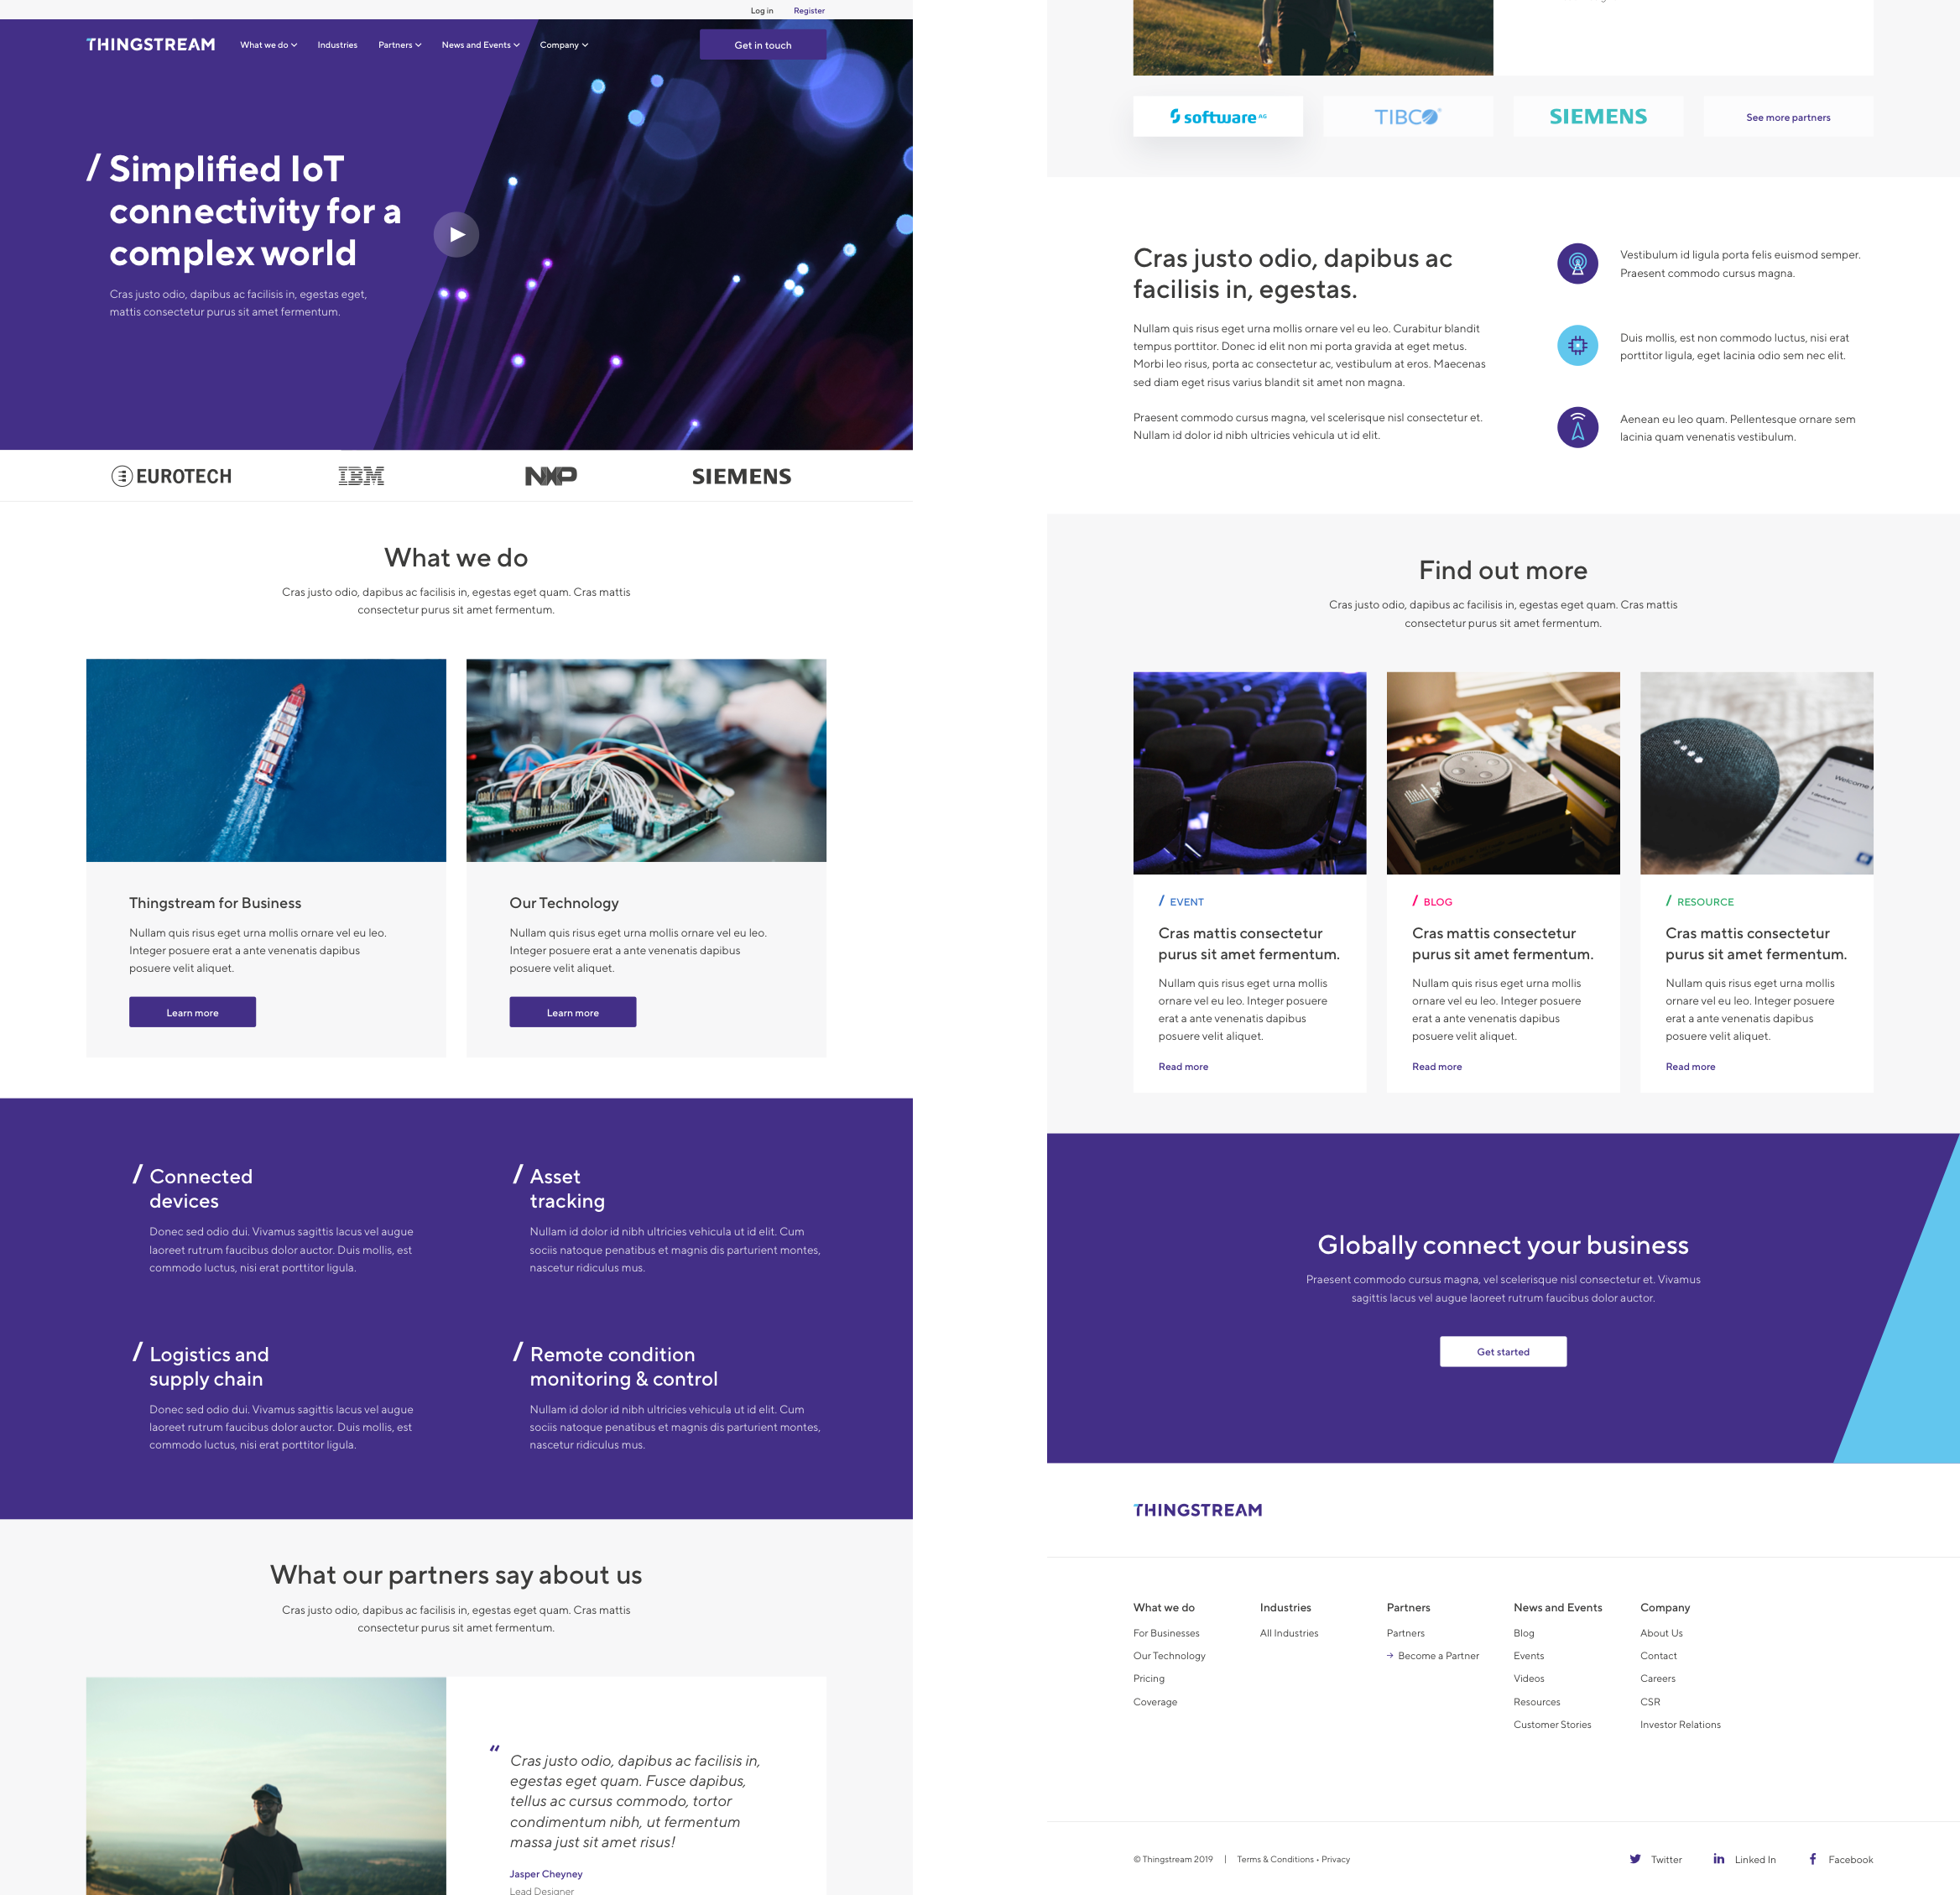 Log in
Register
THINGSTREAM
What we do
Industries
Partners
News and Events
Company
Get in touch
/ Simplified IoT
connectivity for a
complex world
Cras justo odio, dapibus ac facilisis in, egestas eget,
mattis consectetur purus sit amet fermentum.
EUROTECH
IBM
NXP
SIEMENS
What we do
Cras justo odio, dapibus ac facilisis in, egestas eget quam. Cras mattis
consectetur purus sit amet fermentum.
Thingstream for Business
Nullam quis risus eget urna mollis ornare vel eu leo.
Integer posuere erat a ante venenatis dapibus
posuere velit aliquet.
Learn more
Our Technology
Nullam quis risus eget urna mollis ornare vel eu leo.
Integer posuere erat a ante venenatis dapibus
posuere velit aliquet.
Learn more
/ Connected
devices
Donec sed odio dui. Vivamus sagittis lacus vel augue
laoreet rutrum faucibus dolor auctor. Duis mollis, est
commodo luctus, nisi erat porttitor ligula.
/ Asset
tracking
Nullam id dolor id nibh ultricies vehicula ut id elit. Cum
sociis natoque penatibus et magnis dis parturient montes,
nascetur ridiculus mus.
/ Logistics and
supply chain
Donec sed odio dui. Vivamus sagittis lacus vel augue
laoreet rutrum faucibus dolor auctor. Duis mollis, est
commodo luctus, nisi erat porttitor ligula.
/ Remote condition
monitoring & control
Nullam id dolor id nibh ultricies vehicula ut id elit. Cum
sociis natoque penatibus et magnis dis parturient montes,
nascetur ridiculus mus.
What our partners say about us
Cras justo odio, dapibus ac facilisis in, egestas eget quam. Cras mattis
consectetur purus sit amet fermentum.
“ Cras justo odio, dapibus ac facilisis in,
egestas eget quam. Fusce dapibus,
tellus ac cursus commodo, tortor
condimentum nibh, ut fermentum
massa just sit amet risus!
Jasper Cheyney
Lead Designer
software AG
TIBCO®
SIEMENS
See more partners
Cras justo odio, dapibus ac
facilisis in, egestas.
Nullam quis risus eget urna mollis ornare vel eu leo. Curabitur blandit
tempus porttitor. Donec id elit non mi porta gravida at eget metus.
Morbi leo risus, porta ac consectetur ac, vestibulum at eros. Maecenas
sed diam eget risus varius blandit sit amet non magna.
Praesent commodo cursus magna, vel scelerisque nisl consectetur et.
Nullam id dolor id nibh ultricies vehicula ut id elit.
Vestibulum id ligula porta felis euismod semper.
Praesent commodo cursus magna.
Duis mollis, est non commodo luctus, nisi erat
porttitor ligula, eget lacinia odio sem nec elit.
Aenean eu leo quam. Pellentesque ornare sem
lacinia quam venenatis vestibulum.
Find out more
Cras justo odio, dapibus ac facilisis in, egestas eget quam. Cras mattis
consectetur purus sit amet fermentum.
/ EVENT
Cras mattis consectetur
purus sit amet fermentum.
Nullam quis risus eget urna mollis
ornare vel eu leo. Integer posuere
erat a ante venenatis dapibus
posuere velit aliquet.
Read more
/ BLOG
Cras mattis consectetur
purus sit amet fermentum.
Nullam quis risus eget urna mollis
ornare vel eu leo. Integer posuere
erat a ante venenatis dapibus
posuere velit aliquet.
Read more
Welcome
/ RESOURCE
Cras mattis consectetur
purus sit amet fermentum.
Nullam quis risus eget urna mollis
ornare vel eu leo. Integer posuere
erat a ante venenatis dapibus
posuere velit aliquet.
Read more
Globally connect your business
Praesent commodo cursus magna, vel scelerisque nisl consectetur et. Vivamus
sagittis lacus vel augue laoreet rutrum faucibus dolor auctor.
Get started
THINGSTREAM
What we do
For Businesses
Our Technology
Pricing
Coverage
Industries
All Industries
Partners
Partners
→ Become a Partner
News and Events
Blog
Events
Videos
Resources
Customer Stories
Company
About Us
Contact
Careers
CSR
Investor Relations
© Thingstream 2019 | Terms & Conditions • Privacy
Twitter
Linked In
Facebook